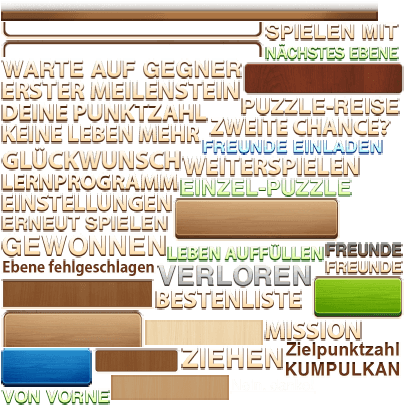 SPIELEN MIT
NÄCHSTES EBENE
WARTE AUF GEGNER
ERSTER MEILENSTEIN
PUZZLE-REISE
DEINE PUNKTZAHL
ZWEITE CHANCE?
KEINE LEBEN MEHR
FREUNDE EINLADEN
GLÜCKWUNSCH
WEITERSPIELEN
LERNPROGRAMM
EINZEL-PUZZLE
EINSTELLUNGEN
ERNEUT SPIELEN
GEWONNEN
LEBEN AUFFÜLLEN
FREUNDE
Ebene fehlgeschlagen
VERLOREN
FREUNDE
BESTENLISTE
MISSION
ZIEHEN
Zielpunktzahl
KUMPULKAN
VON VORNE